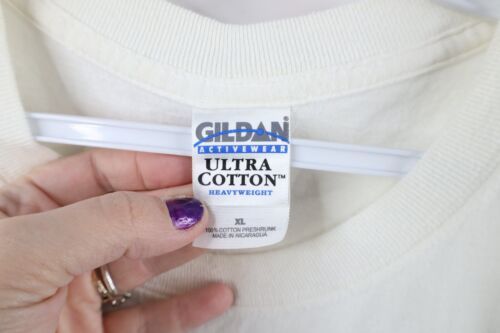 GILDAN
ACTIVEWEAR
ULTRA
COTTON™
HEAVYWEIGHT
XL
100% COTTON PRESHRUNK
MADE IN NICARAGUA